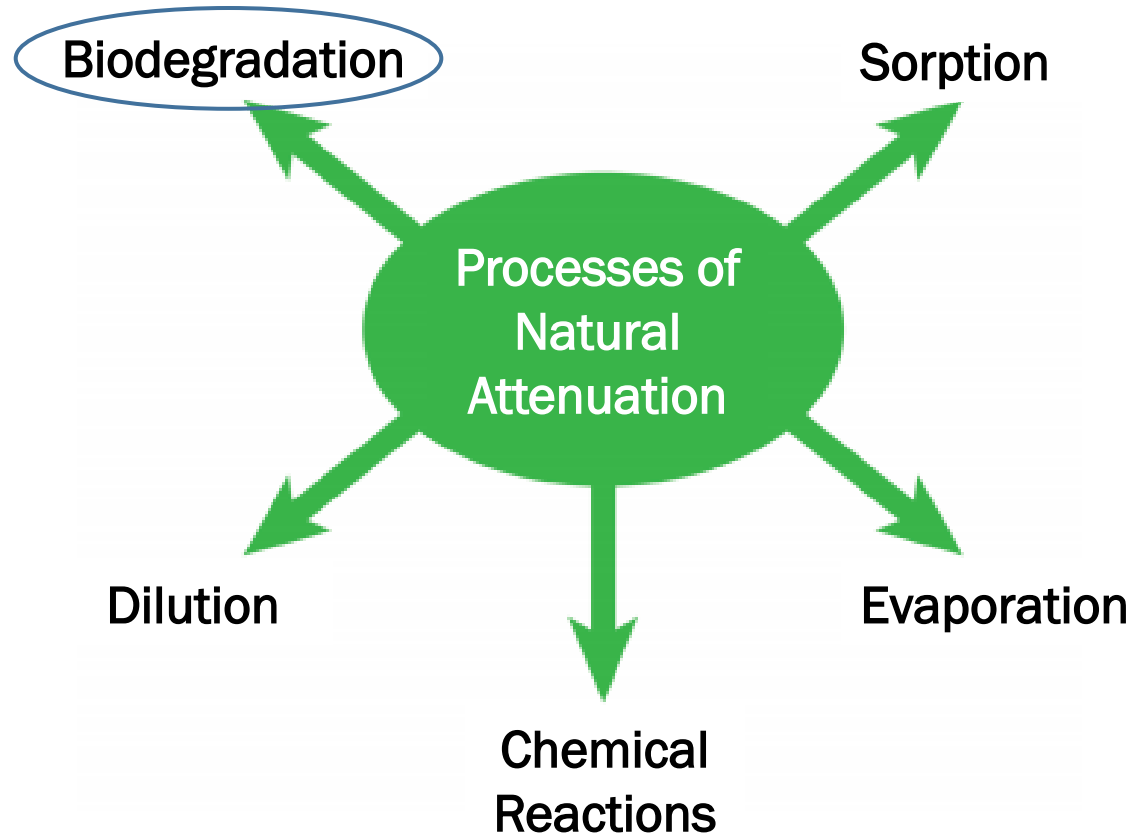 Biodegradation
Sorption
Processes of
Natural
Attenuation
Dilution
Evaporation
Chemical
Reactions